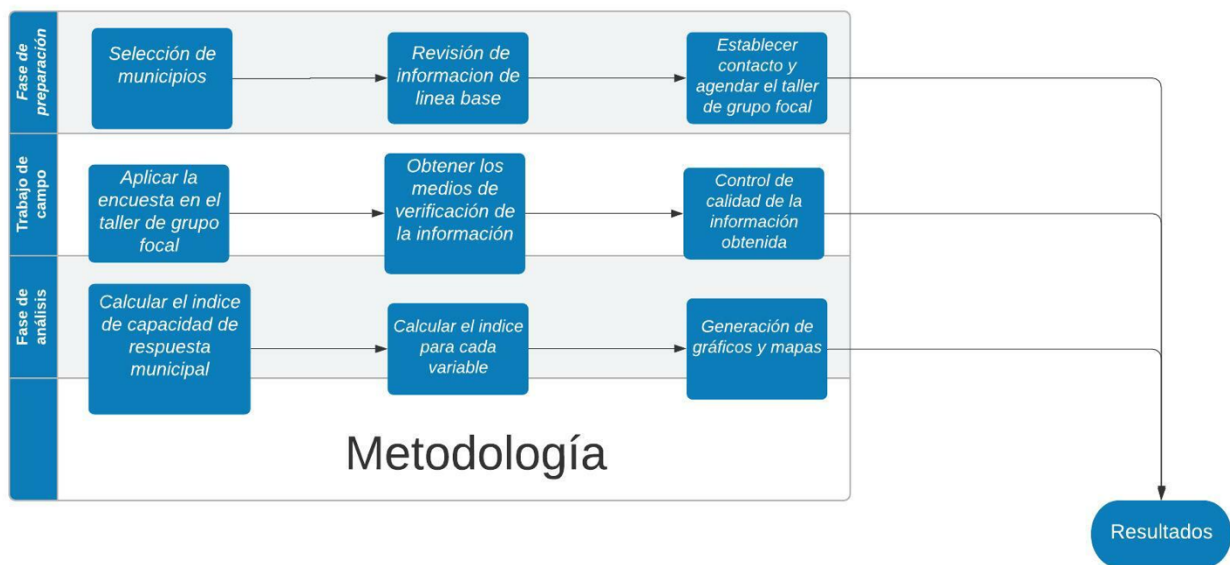 Fase de
preparación
Selección de
municipios
Revisión de
informacion de
linea base
Establecer
contacto y
agendar el taller
de grupo focal
Trabajo de
campo
Aplicar la
encuesta en el
taller de grupo
focal
Obtener los
medios de
verificación de
la información
Control de
calidad de la
información
obtenida
Fase de
análisis
Calcular el indice
de capacidad de
respuesta
municipal
Calcular el indice
para cada
variable
Generación de
gráficos y mapas
Metodología
Resultados